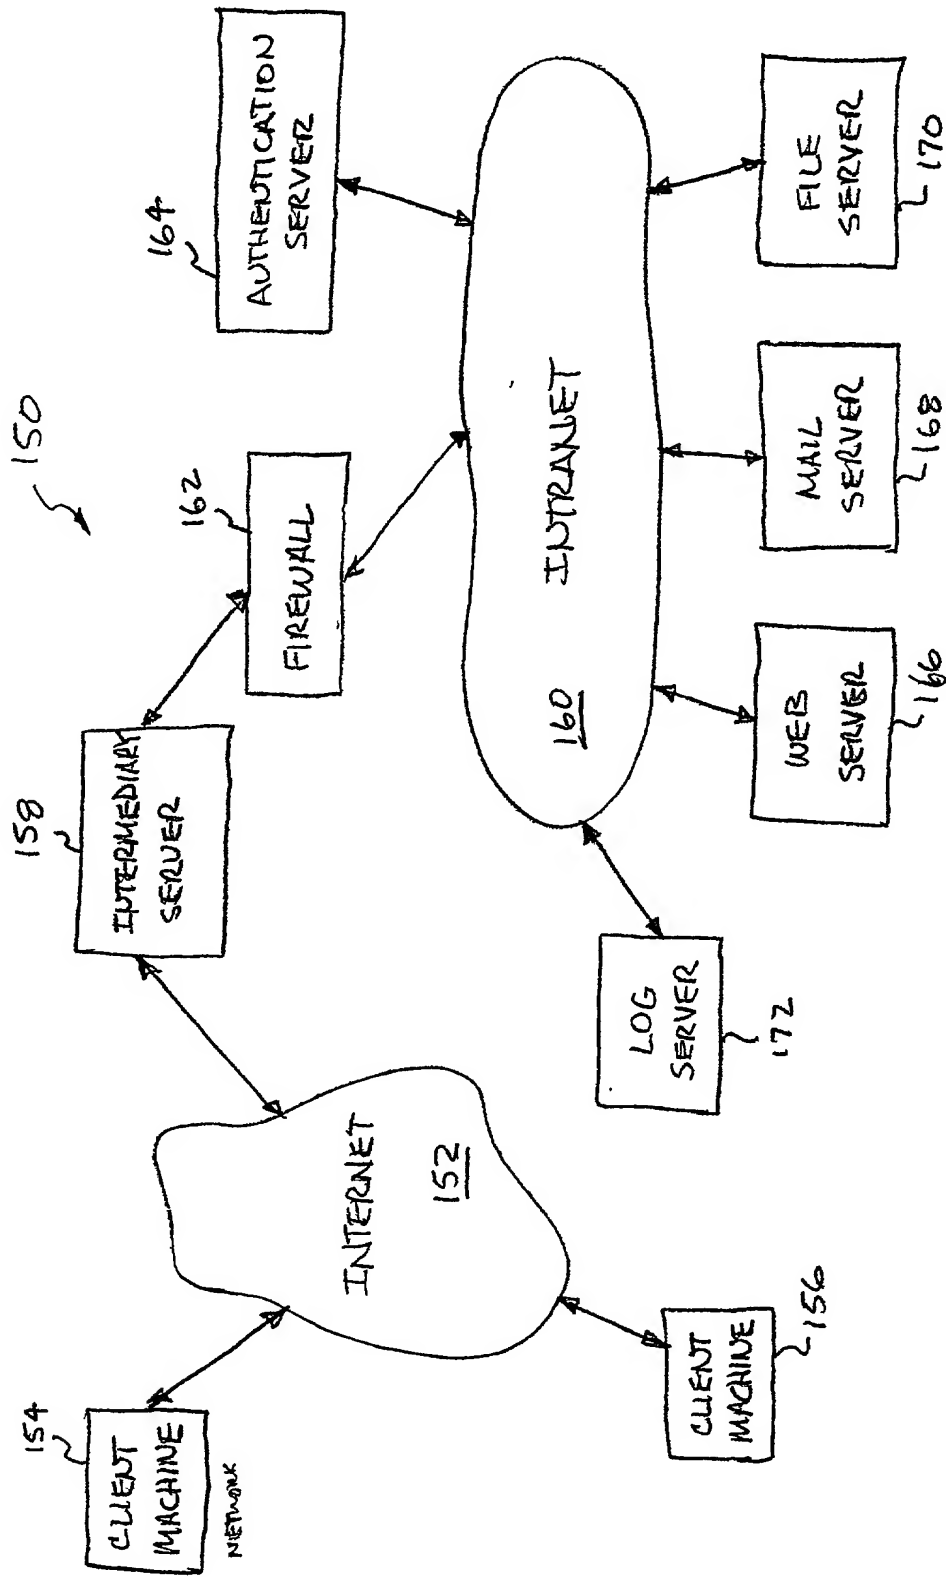 150
164
AUTHENTICATION
SERVER
162
FIREWALL
158
INTERMEDIARY
SERVER
154
CLIENT
MACHINE
NETWORK
INTERNET
152
INTRANET
160
CLIENT
MACHINE
156
LOG
SERVER
172
WEB
SERVER
166
MAIL
SERVER
168
FILE
SERVER
170